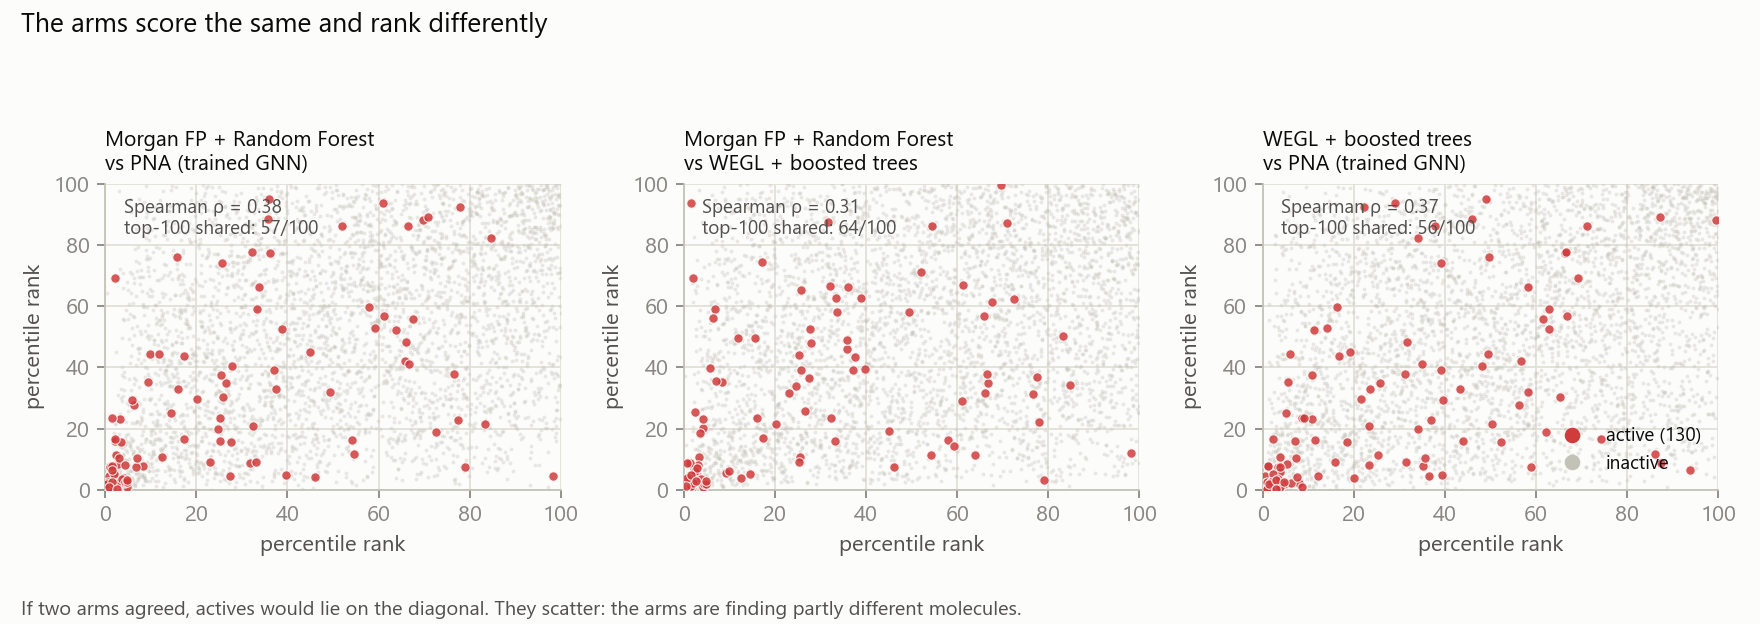 The arms score the same and rank differently
Morgan FP + Random Forest
vs PNA (trained GNN)
Spearman ρ = 0.38
top-100 shared: 57/100
100
80
60
40
20
0
percentile rank
0 20 40 60 80 100
percentile rank
Morgan FP + Random Forest
vs WEGL + boosted trees
Spearman ρ = 0.31
top-100 shared: 64/100
100
80
60
40
20
0
percentile rank
0 20 40 60 80 100
percentile rank
WEGL + boosted trees
vs PNA (trained GNN)
Spearman ρ = 0.37
top-100 shared: 56/100
100
80
60
40
20
0
percentile rank
active (130)
inactive
0 20 40 60 80 100
percentile rank
If two arms agreed, actives would lie on the diagonal. They scatter: the arms are finding partly different molecules.